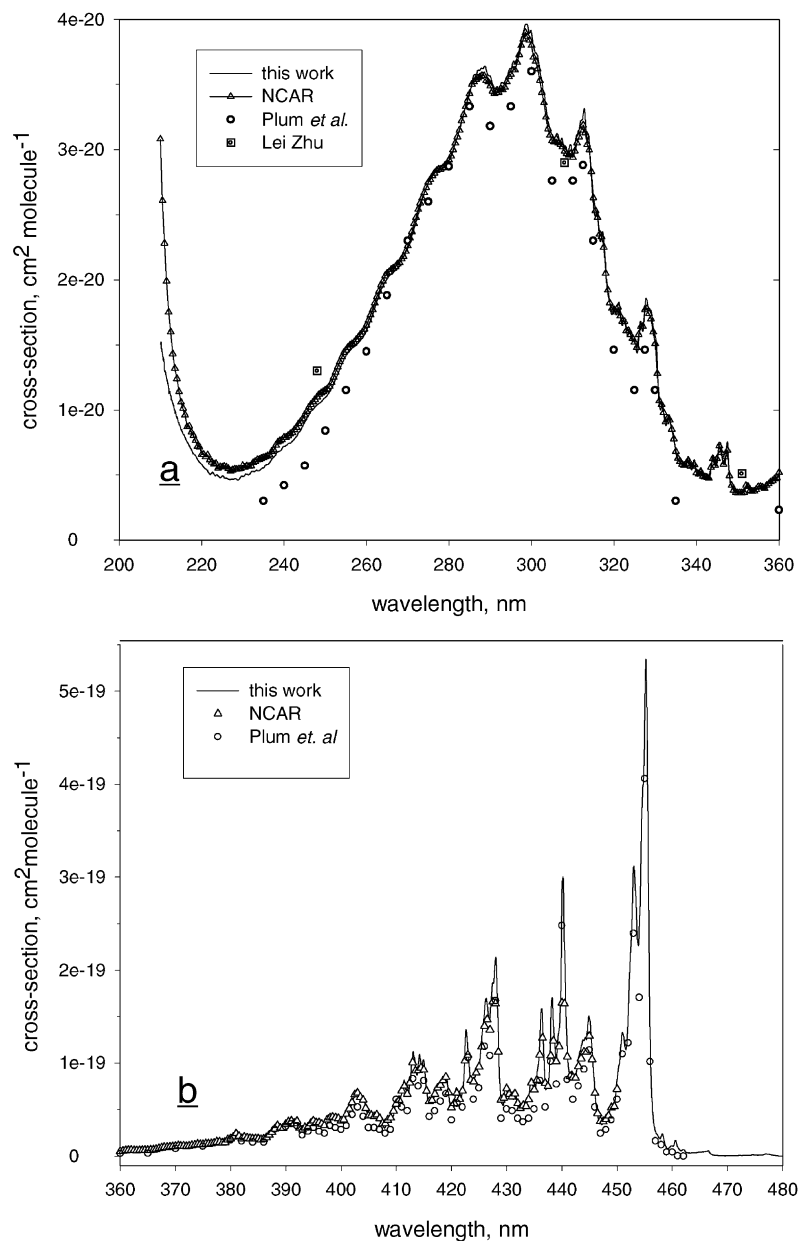 4e-20
3e-20
2e-20
1e-20
0
cross-section, cm2 molecule-1
this work
NCAR
Plum et al.
Lei Zhu
a
200 220 240 260 280 300 320 340 360
wavelength, nm
5e-19
4e-19
3e-19
2e-19
1e-19
0
cross-section, cm2molecule-1
this work
NCAR
Plum et. al
b
360 370 380 390 400 410 420 430 440 450 460 470 480
wavelength, nm